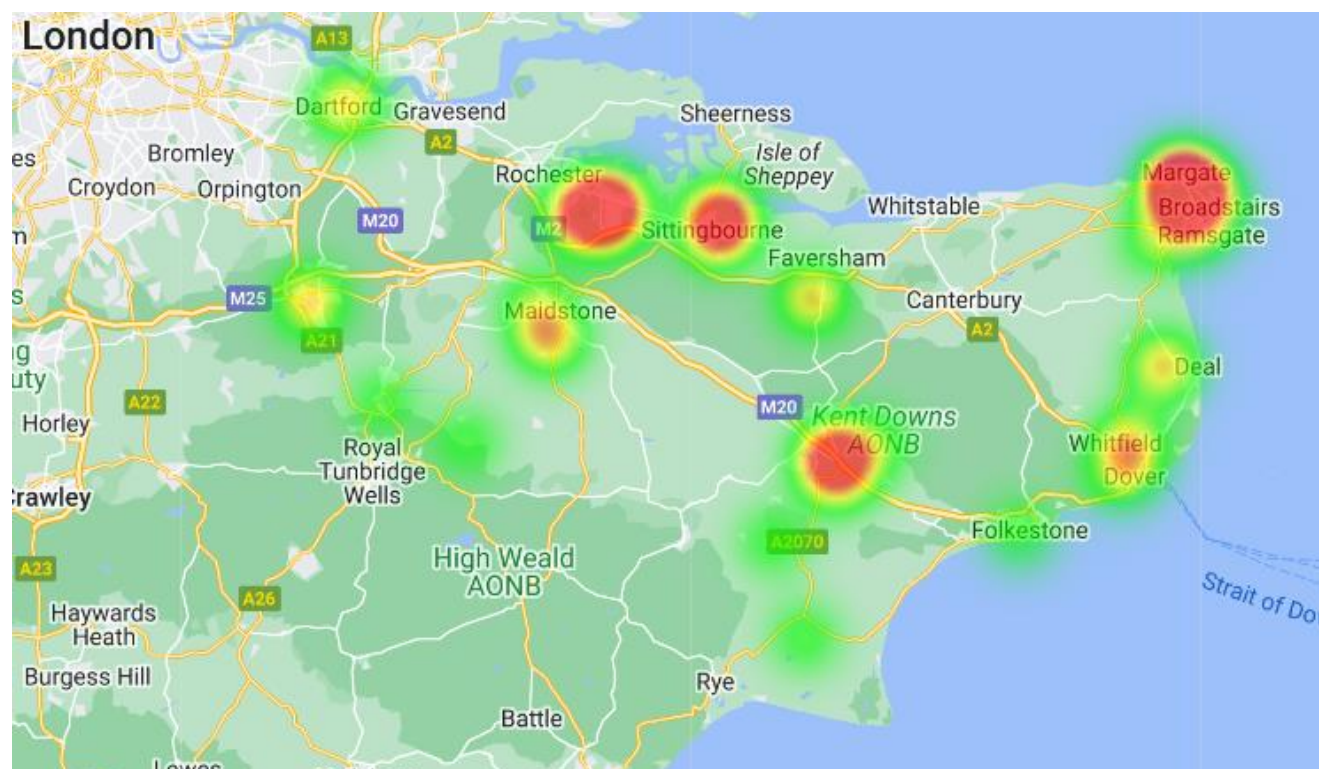 London
A13
Dartford
Gravesend
Sheerness
A2
Bromley
Isle of
Sheppey
Rochester
Margate
Croydon
Orpington
M20
Whitstable
Broadstairs
M2
Sittingbourne
Ramsgate
Faversham
M25
Maidstone
Canterbury
A21
A2
Deal
A22
M20
Kent Downs
AONB
Horley
Royal
Tunbridge
Wells
Whitfield
Dover
Folkestone
A2070
High Weald
AONB
A23
A26
Strait of
Haywards
Heath
Burgess Hill
Rye
Battle